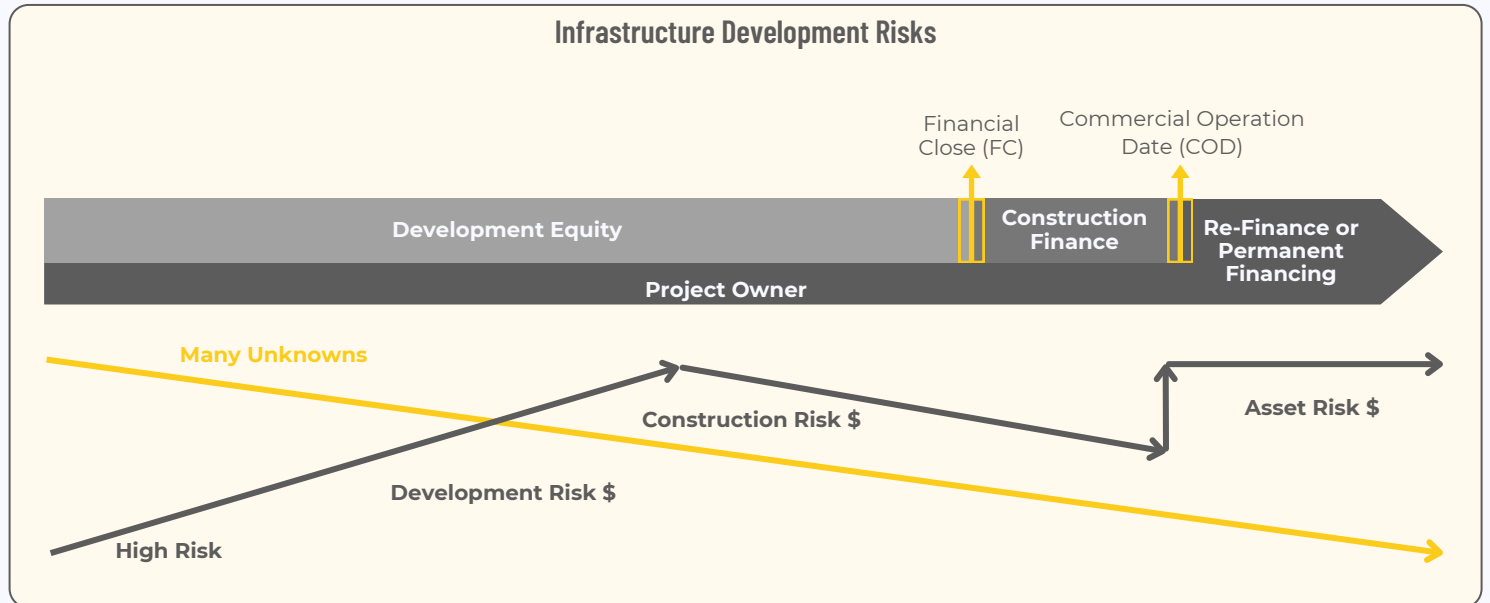 Infrastructure Development Risks
Financial
Close (FC)
Commercial Operation
Date (COD)
Development Equity
Construction
Finance
Re-Finance or
Permanent
Financing
Project Owner
Many Unknowns
Construction Risk $
Asset Risk $
Development Risk $
High Risk